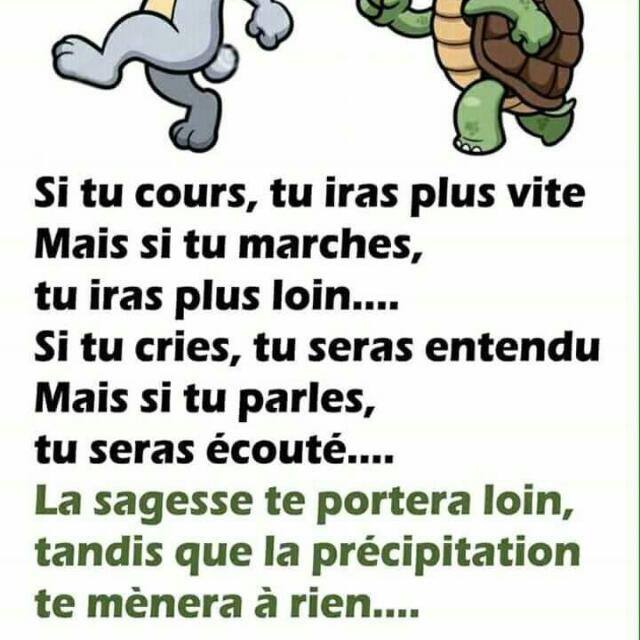 Si tu cours, tu iras plus vite
Mais si tu marches,
tu iras plus loin....
Si tu cries, tu seras entendu
Mais si tu parles,
tu seras écouté....
La sagesse te portera loin,
tandis que la précipitation
te mènera à rien....